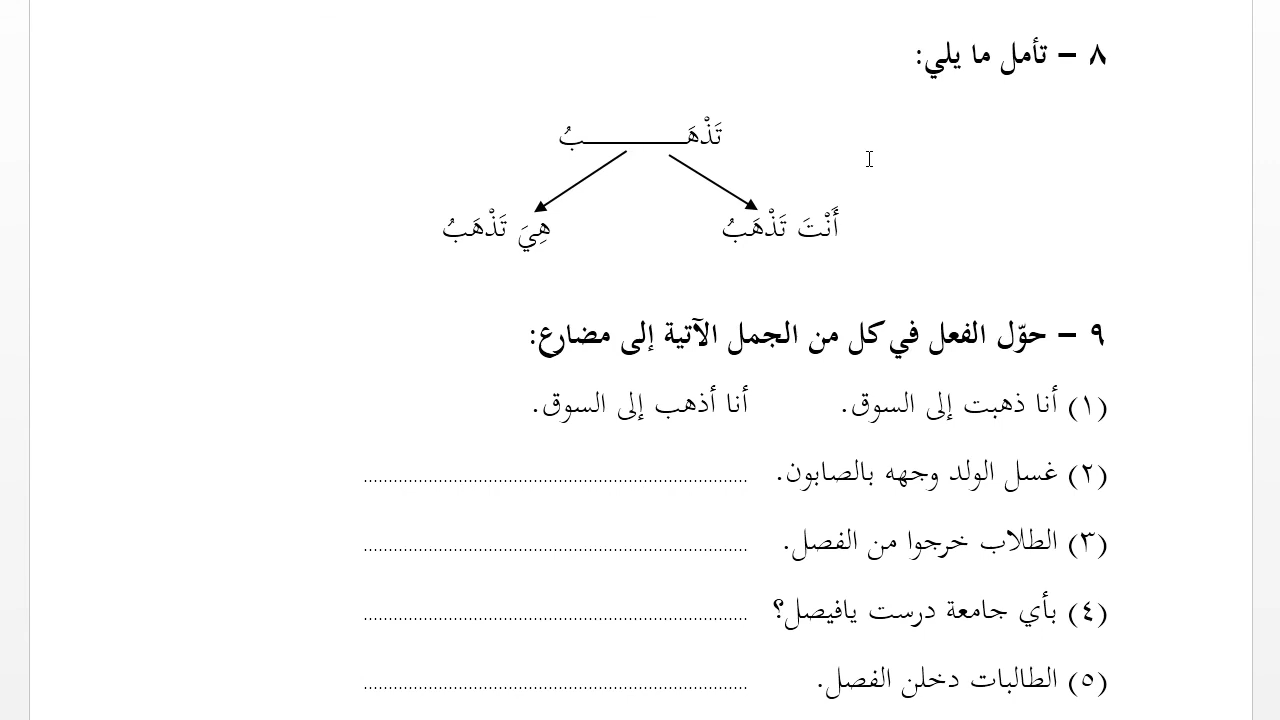 ٨ – تأمل ما يلي:
تَذْهَـــــــــــبُ
أَنْتَ تَذْهَبُ هِيَ تَذْهَبُ
٩ – حوّل الفعل في كل من الجمل الآتية إلى مضارع:
(١) أنا ذهبت إلى السوق. أنا أذهب إلى السوق.
(٢) غسل الولد وجهه بالصابون. ................................................
(٣) الطلاب خرجوا من الفصل. ................................................
(٤) بأي جامعة درست يافيصل؟ ................................................
(٥) الطالبات دخلن الفصل. ................................................